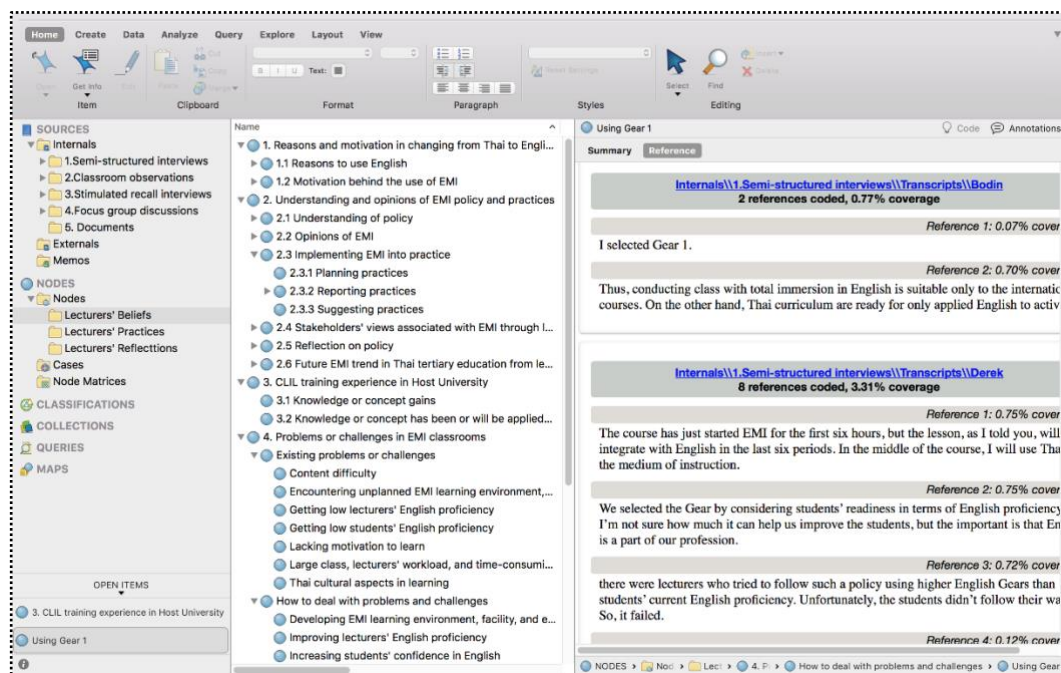 Home Create Data Analyze Query Explore Layout View
Open Get Info Edit Paste Cut Copy Merge
B I U Text: Reset Settings Select Find Insert Delete
Item Clipboard Format Paragraph Styles Editing
SOURCES
Internals
1.Semi-structured interviews
2.Classroom observations
3.Stimulated recall interviews
4.Focus group discussions
5. Documents
Externals
Memos
NODES
Nodes
Lecturers' Beliefs
Lecturers' Practices
Lecturers' Reflecttions
Cases
Node Matrices
CLASSIFICATIONS
COLLECTIONS
QUERIES
MAPS
OPEN ITEMS
3. CLIL training experience in Host University
Using Gear 1
Name
1. Reasons and motivation in changing from Thai to Engli...
1.1 Reasons to use English
1.2 Motivation behind the use of EMI
2. Understanding and opinions of EMI policy and practices
2.1 Understanding of policy
2.2 Opinions of EMI
2.3 Implementing EMI into practice
2.3.1 Planning practices
2.3.2 Reporting practices
2.3.3 Suggesting practices
2.4 Stakeholders' views associated with EMI through l...
2.5 Reflection on policy
2.6 Future EMI trend in Thai tertiary education from le...
3. CLIL training experience in Host University
3.1 Knowledge or concept gains
3.2 Knowledge or concept has been or will be applied...
4. Problems or challenges in EMI classrooms
Existing problems or challenges
Content difficulty
Encountering unplanned EMI learning environment,...
Getting low lecturers' English proficiency
Getting low students' English proficiency
Lacking motivation to learn
Large class, lecturers' workload, and time-consumi...
Thai cultural aspects in learning
How to deal with problems and challenges
Developing EMI learning environment, facility, and e...
Improving lecturers' English proficiency
Increasing students' confidence in English
Using Gear 1 Code Annotations
Summary Reference
Internals\\1.Semi-structured interviews\\Transcripts\\Bodin
2 references coded, 0.77% coverage
Reference 1: 0.07% cover
I selected Gear 1.
Reference 2: 0.70% cover
Thus, conducting class with total immersion in English is suitable only to the internatio
courses. On the other hand, Thai curriculum are ready for only applied English to activ
Internals\\1.Semi-structured interviews\\Transcripts\\Derek
8 references coded, 3.31% coverage
Reference 1: 0.75% cover
The course has just started EMI for the first six hours, but the lesson, as I told you, will
integrate with English in the last six periods. In the middle of the course, I will use Tha
the medium of instruction.
Reference 2: 0.75% cover
We selected the Gear by considering students' readiness in terms of English proficiency
I'm not sure how much it can help us improve the students, but the important is that En
is a part of our profession.
Reference 3: 0.72% cover
there were lecturers who tried to follow such a policy using higher English Gears than
students' current English proficiency. Unfortunately, the students didn't follow their wa
So, it failed.
Reference 4: 0.12% cover
NODES › Nod › Lect › 4. P › How to deal with problems and challenges › Using Gear